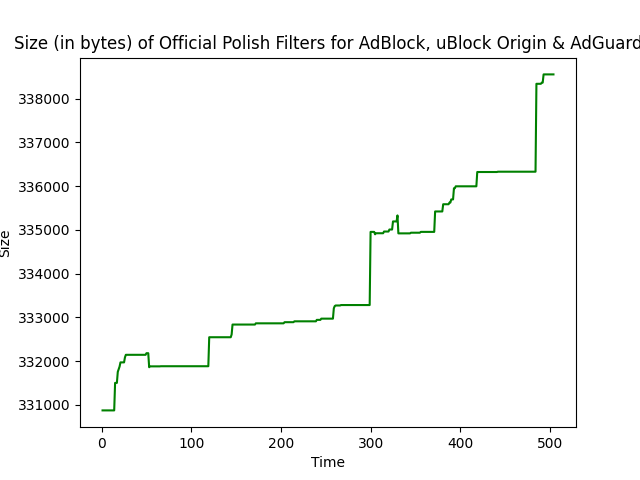 Size (in bytes) of Official Polish Filters for AdBlock, uBlock Origin & AdGuard
338000
337000
336000
335000
334000
333000
332000
331000
Size
0 100 200 300 400 500
Time